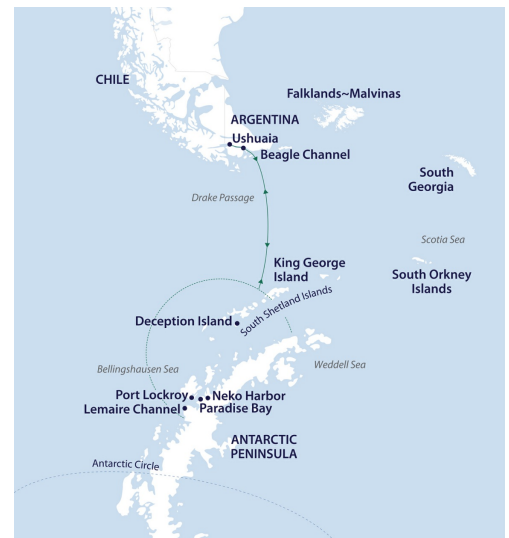 CHILE
Falklands~Malvinas
ARGENTINA
Ushuaia
Beagle Channel
South
Georgia
Drake Passage
Scotia Sea
King George
Island
South Orkney
Islands
South Shetland Islands
Deception Island
Weddell Sea
Bellingshausen Sea
Port Lockroy
Neko Harbor
Lemaire Channel
Paradise Bay
ANTARCTIC
PENINSULA
Antarctic Circle